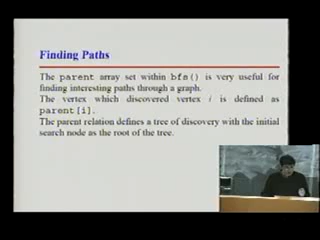 Finding Paths
The parent array set within bfs() is very useful for
finding interesting paths through a graph.
The vertex which discovered vertex i is defined as
parent[i].
The parent relation defines a tree of discovery with the initial
search node as the root of the tree.